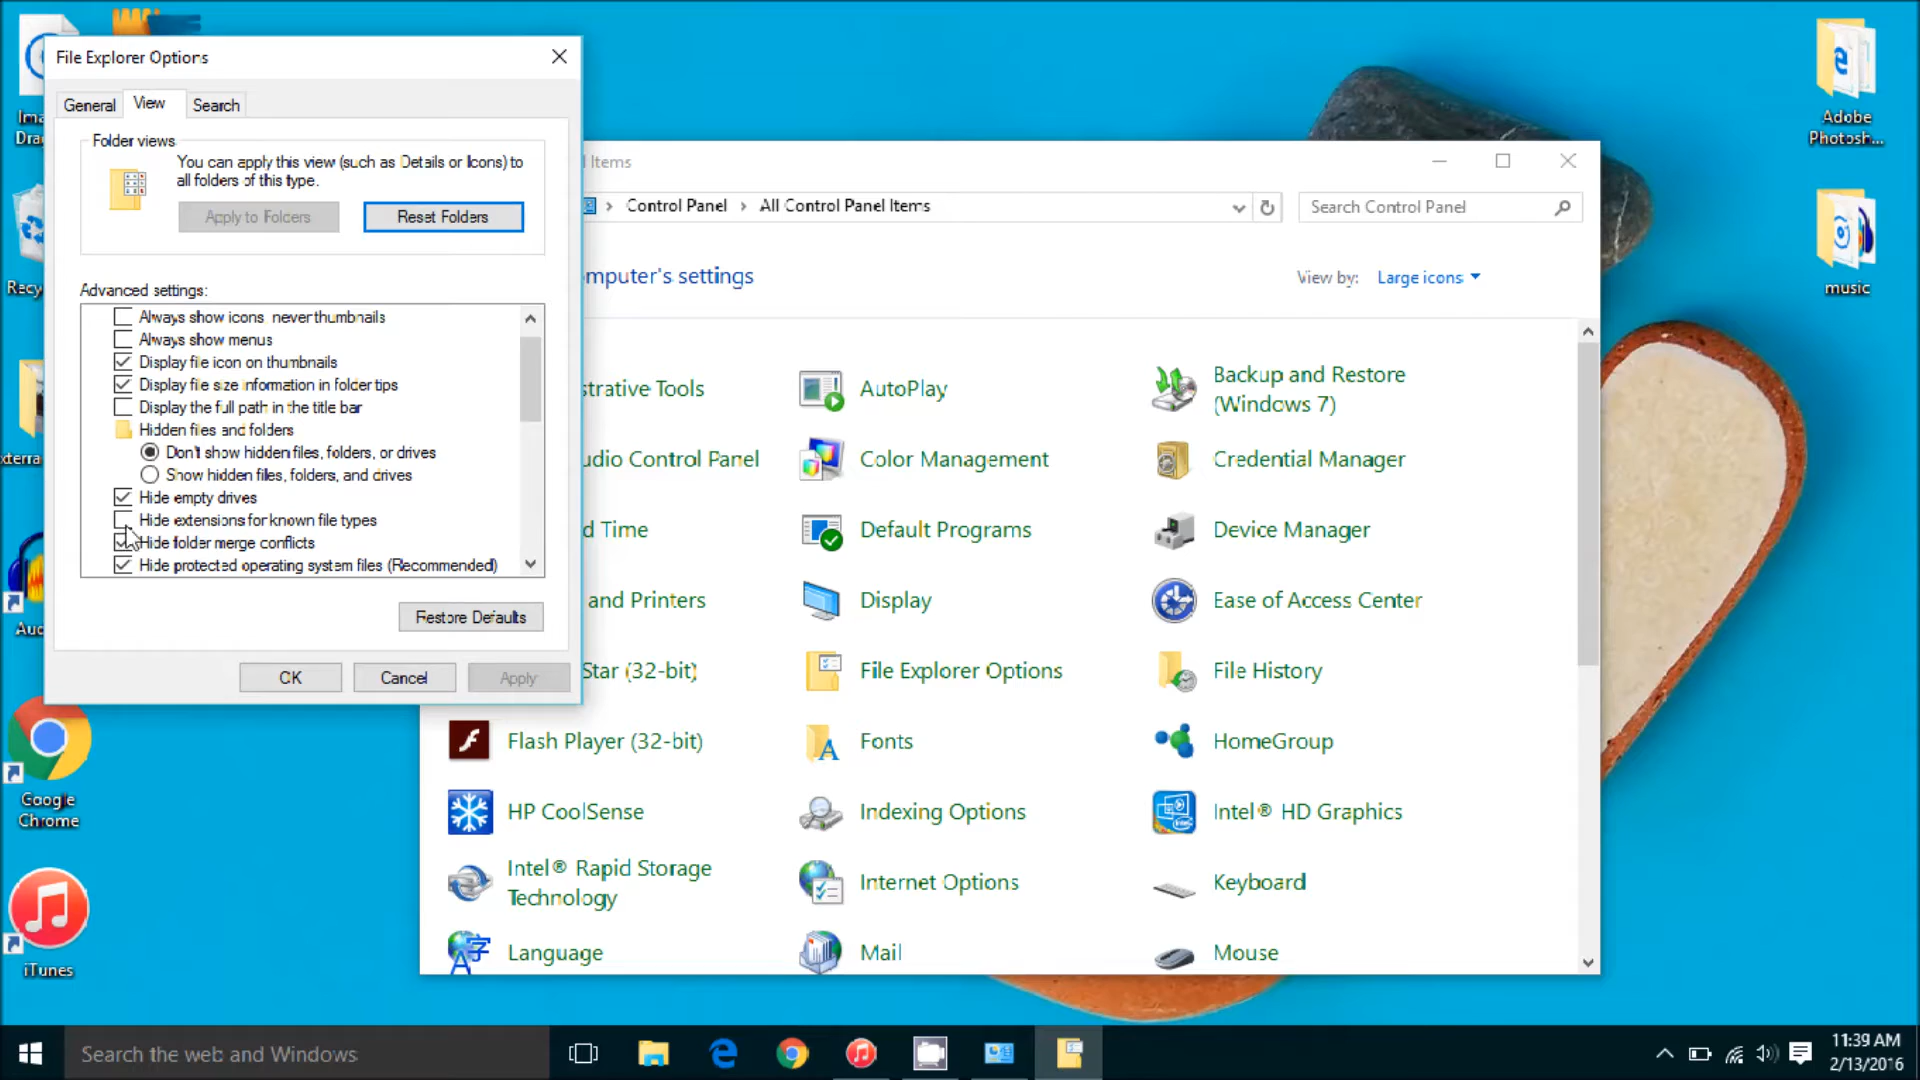 File Explorer Options
General
View
Search
Folder views
You can apply this view (such as Details or Icons) to
all folders of this type.
Apply to Folders
Reset Folders
Advanced settings:
Always show icons, never thumbnails
Always show menus
Display file icon on thumbnails
Display file size information in folder tips
Display the full path in the title bar
Hidden files and folders
Don't show hidden files, folders, or drives
Show hidden files, folders, and drives
Hide empty drives
Hide extensions for known file types
Hide folder merge conflicts
Hide protected operating system files (Recommended)
Restore Defaults
OK
Cancel
Apply
l Items
Control Panel
All Control Panel Items
Search Control Panel
omputer's settings
View by:
Large icons
strative Tools
AutoPlay
Backup and Restore
(Windows 7)
udio Control Panel
Color Management
Credential Manager
d Time
Default Programs
Device Manager
and Printers
Display
Ease of Access Center
Star (32-bit)
File Explorer Options
File History
Flash Player (32-bit)
Fonts
HomeGroup
HP CoolSense
Indexing Options
Intel® HD Graphics
Intel® Rapid Storage
Technology
Internet Options
Keyboard
Language
Mail
Mouse
Ima
Dra
Recy
xterra
Aud
Google
Chrome
iTunes
Adobe
Photosh...
music
Search the web and Windows
11:39 AM
2/13/2016